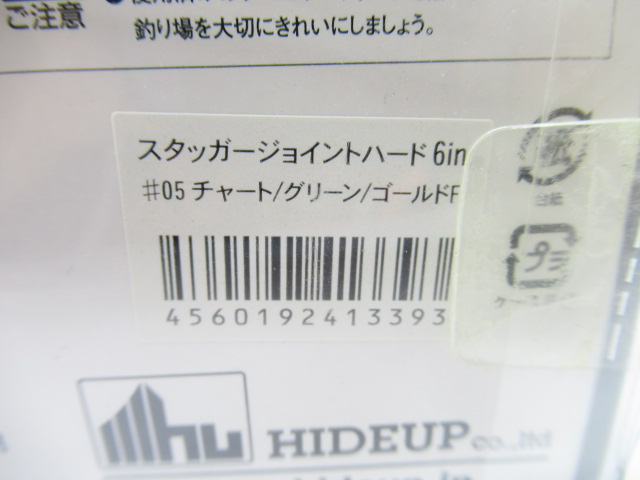 ご注意
釣り場を大切にきれいにしましょう。
スタッガージョイントハード 6in
#05 チャート/グリーン/ゴールドF
456019241339３
台紙
プラ
hu HIDEUP co.,ltd